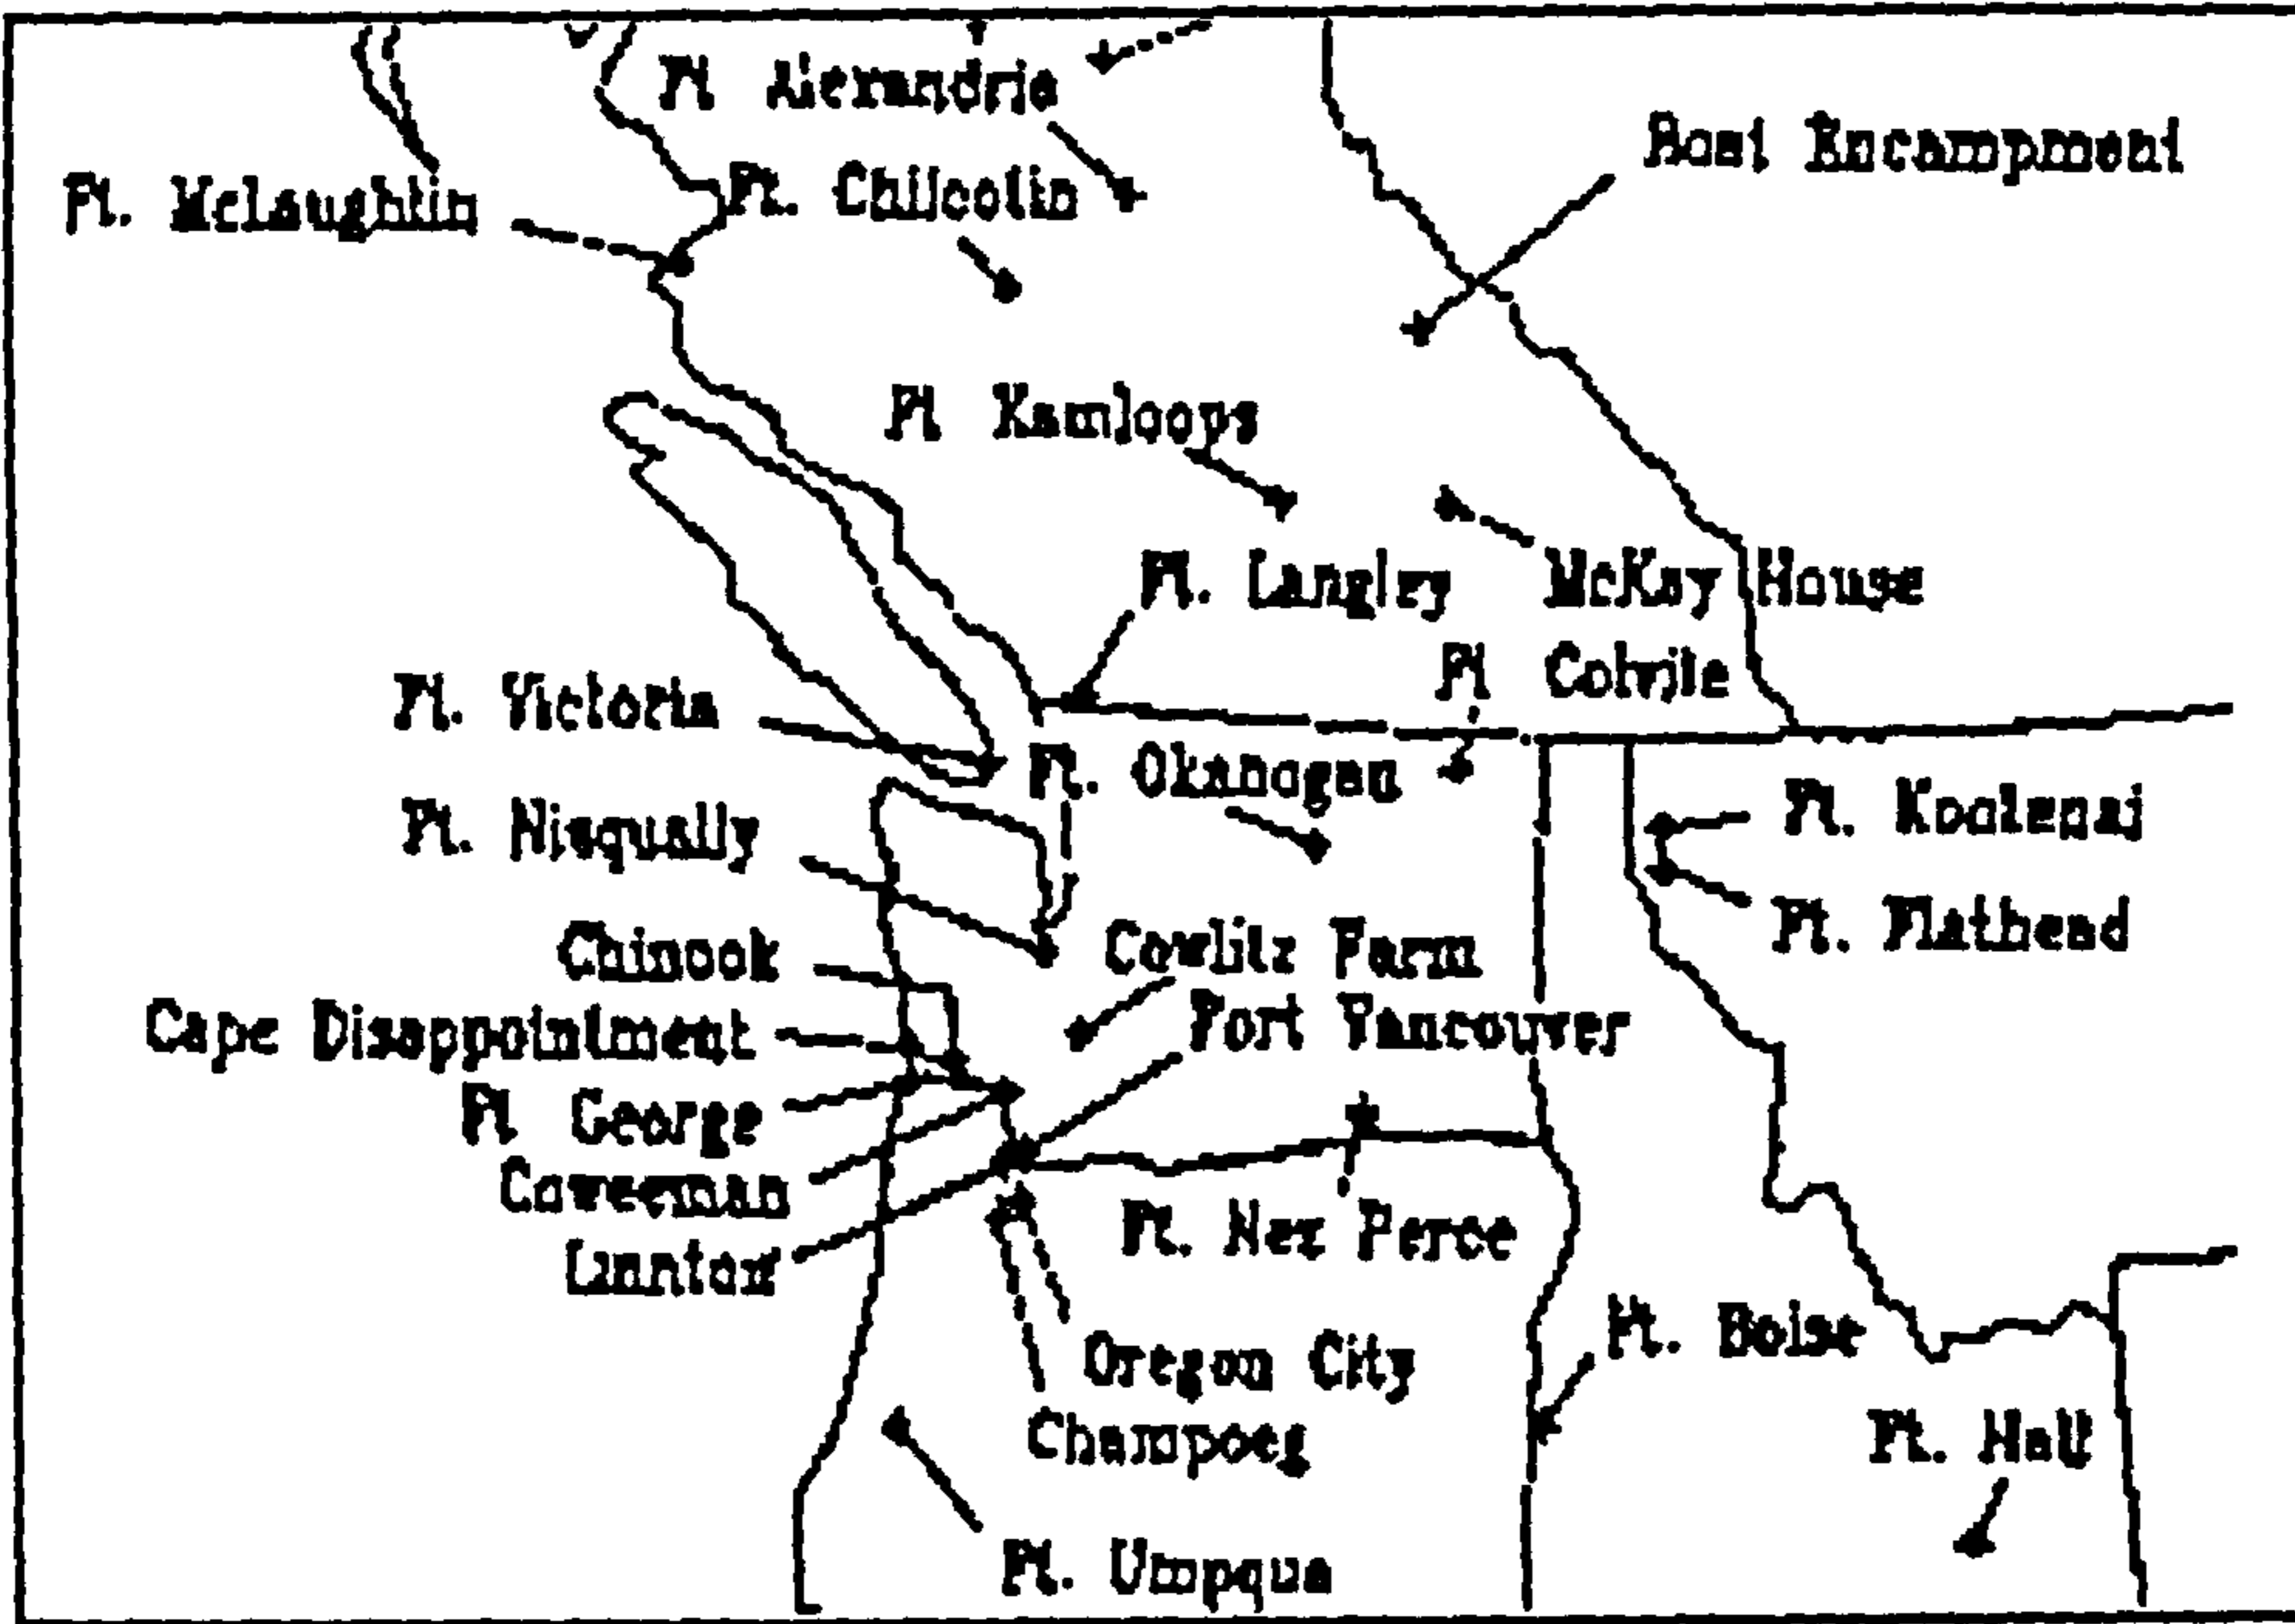 Ft Alexandria
Boat Encampment
Ft. Chilcotin
Ft. Mclaughlin
Ft Kamloops
Ft. Langley
McKay House
Ft Colvile
Ft. Victoria
Ft. Okanogan
Ft. Kootenai
Ft. Nisqually
Ft. Flathead
Chinook
Cowlitz Farm
Cape Disappointment
Fort Vancouver
Ft George
Coweeman
Ft. Nez Perce
Linnton
Ft. Boise
Oregon City
Champoeg
Ft. Hall
Ft. Umpqua